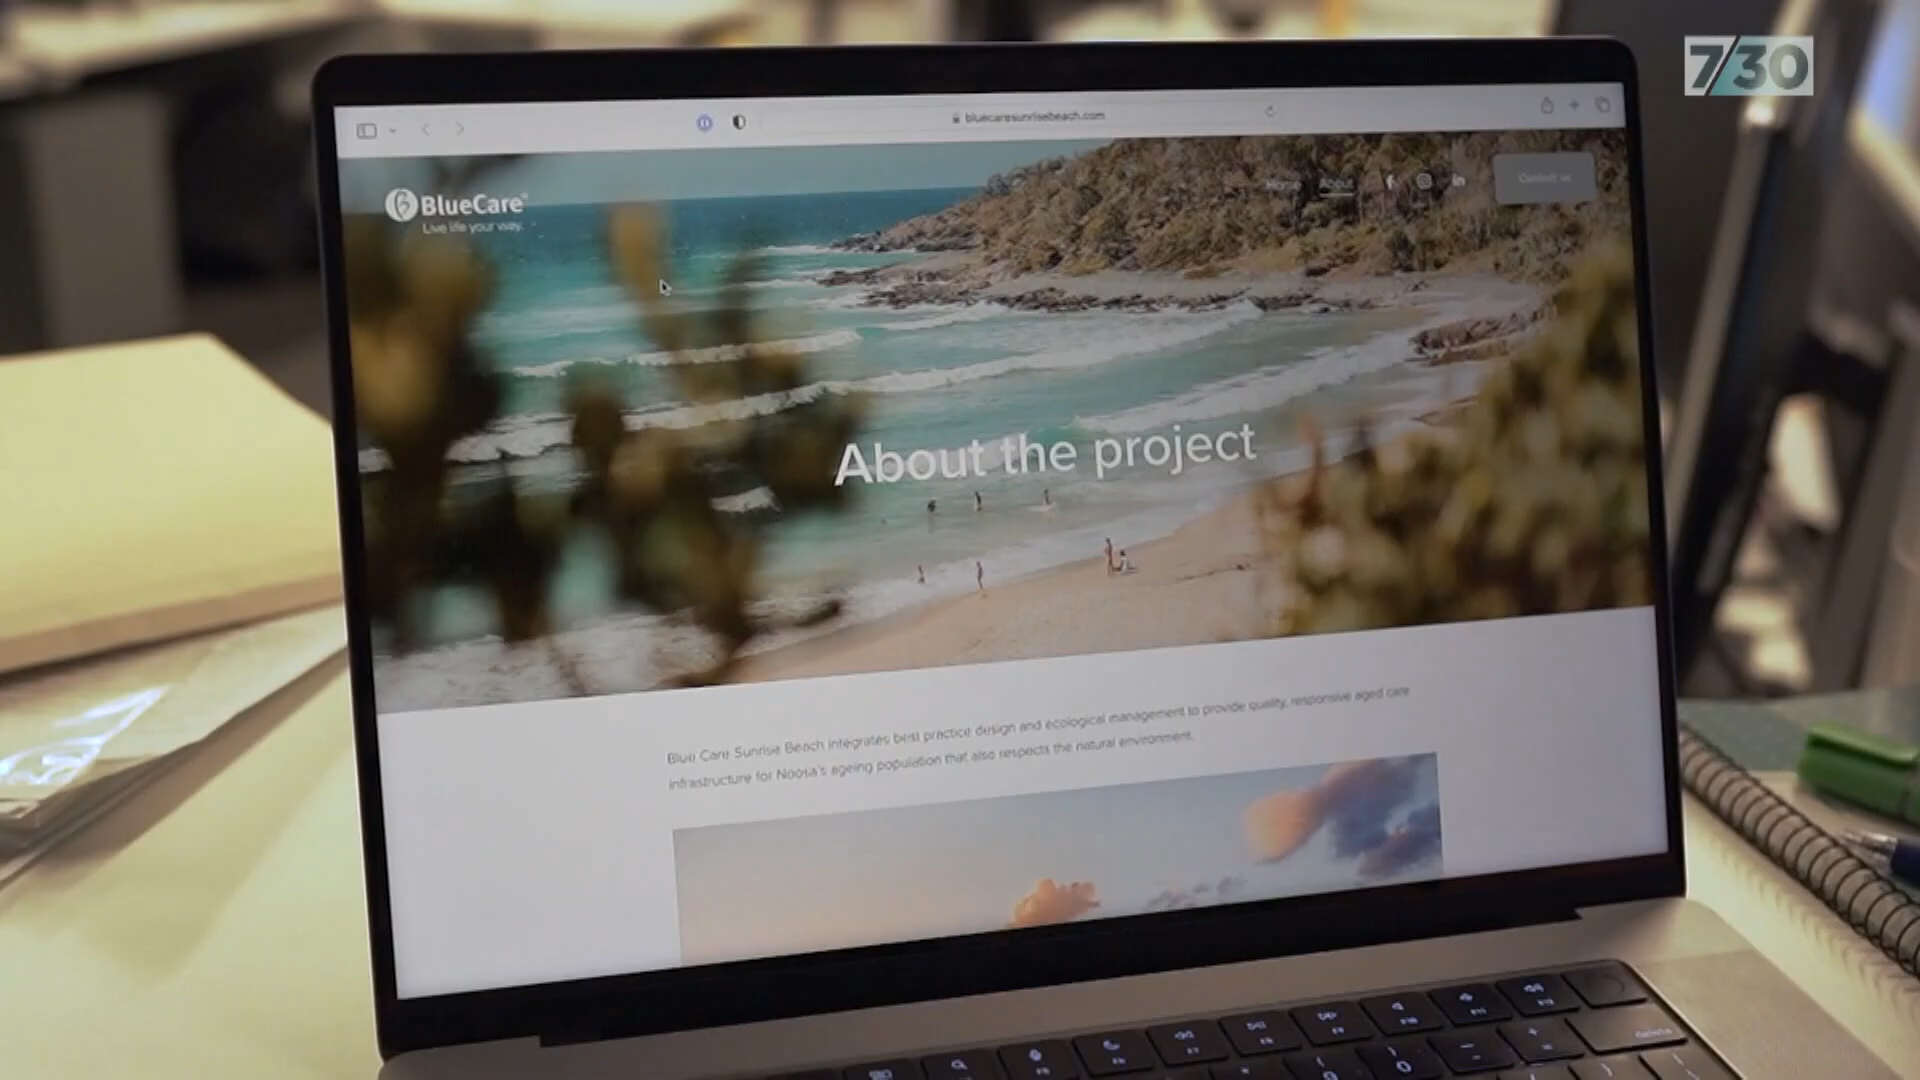 7/30
bluecaresunrisebeach.com
BlueCare
Live life your way.
Home About
Contact us
About the project
Blue Care Sunrise Beach integrates best practice design and ecological management to provide quality, responsive aged care
infrastructure for Noosa's ageing population that also respects the natural environment.
delete